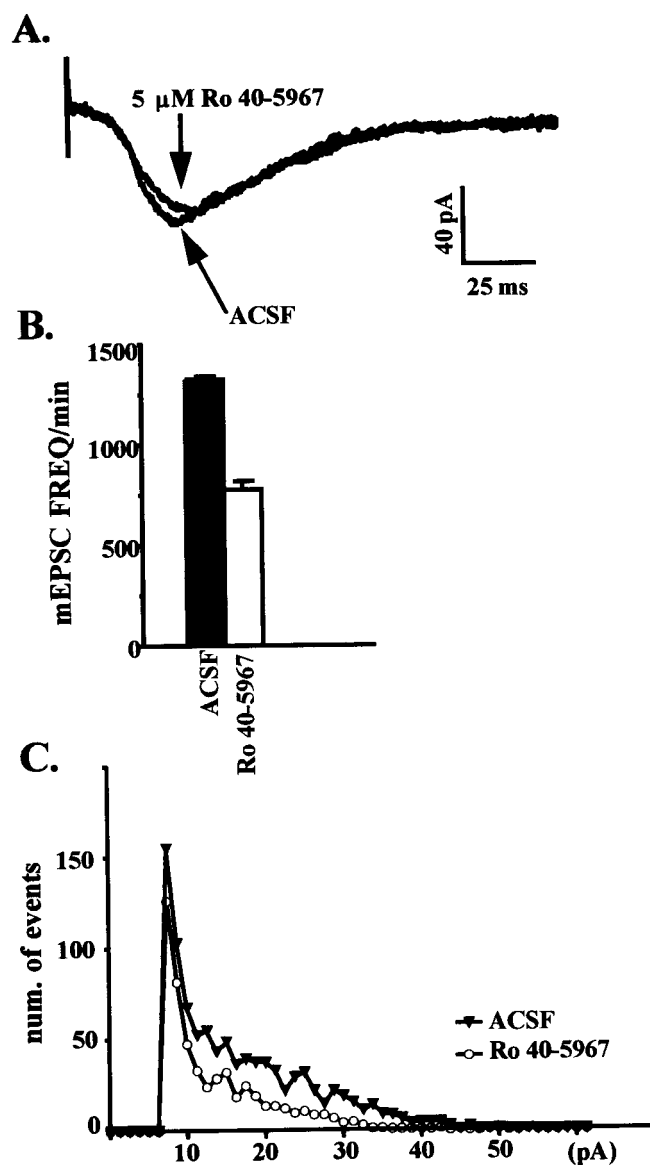 A.
5 µM Ro 40-5967
40 pA
25 ms
ACSF
B.
mEPSC FREQ/min
1500
1000
500
0
ACSF
Ro 40-5967
C.
num. of events
150
100
50
0
ACSF
Ro 40-5967
10 20 30 40 50 (pA)